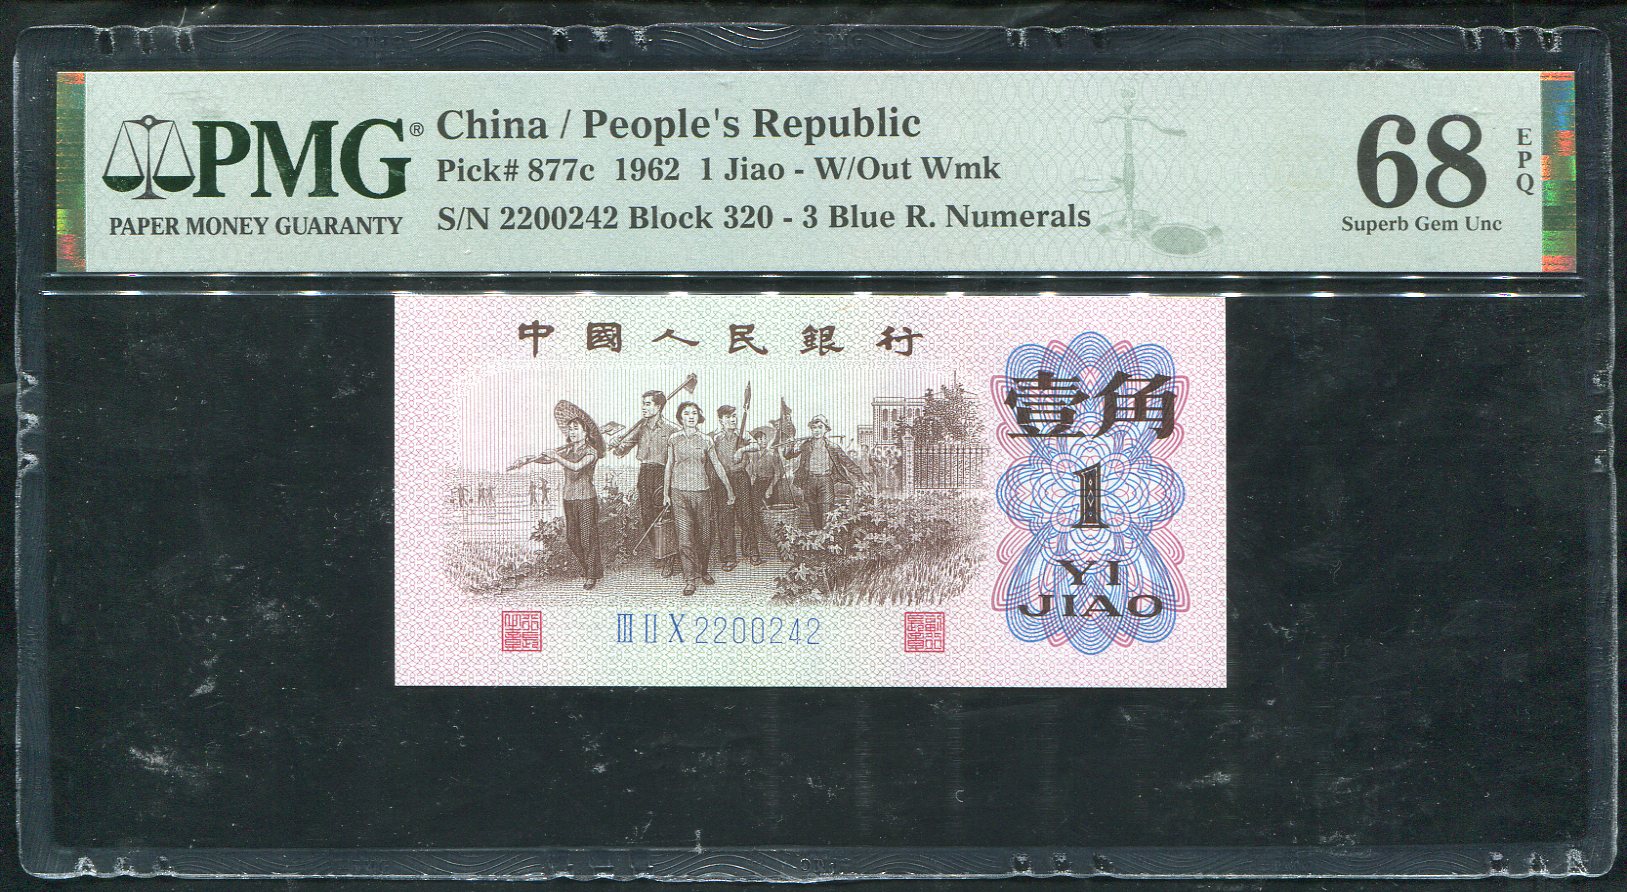 PMG®
PAPER MONEY GUARANTY
China / People's Republic
Pick# 877c 1962 1 Jiao - W/Out Wmk
S/N 2200242 Block 320 - 3 Blue R. Numerals
68
EPQ
Superb Gem Unc
中國人民銀行
壹角
1
YI
JIAO
III II X 2200242